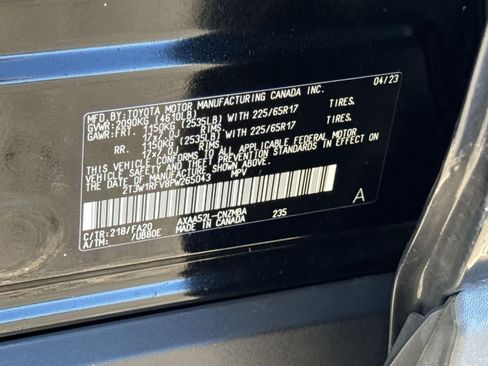 MFD.BY:TOYOTA MOTOR MANUFACTURING CANADA INC. 04/23
GVWR:2090KG (4610LB)
GAWR:FRT. 1150KG (2535LB) WITH 225/65R17 TIRES.
17x7.0J RIMS.
RR. 1150KG (2535LB) WITH 225/65R17 TIRES.
17x7.0J RIMS.
THIS VEHICLE CONFORMS TO ALL APPLICABLE FEDERAL MOTOR
VEHICLE SAFETY AND THEFT PREVENTION STANDARDS IN EFFECT ON
THE DATE OF MANUFACTURE SHOWN ABOVE.
2T3W1RFV8PW265043 MPV
C/TR:218/FA20 AXAA52L-CNZMBA 235 A
A/TM: /UB80E MADE IN CANADA